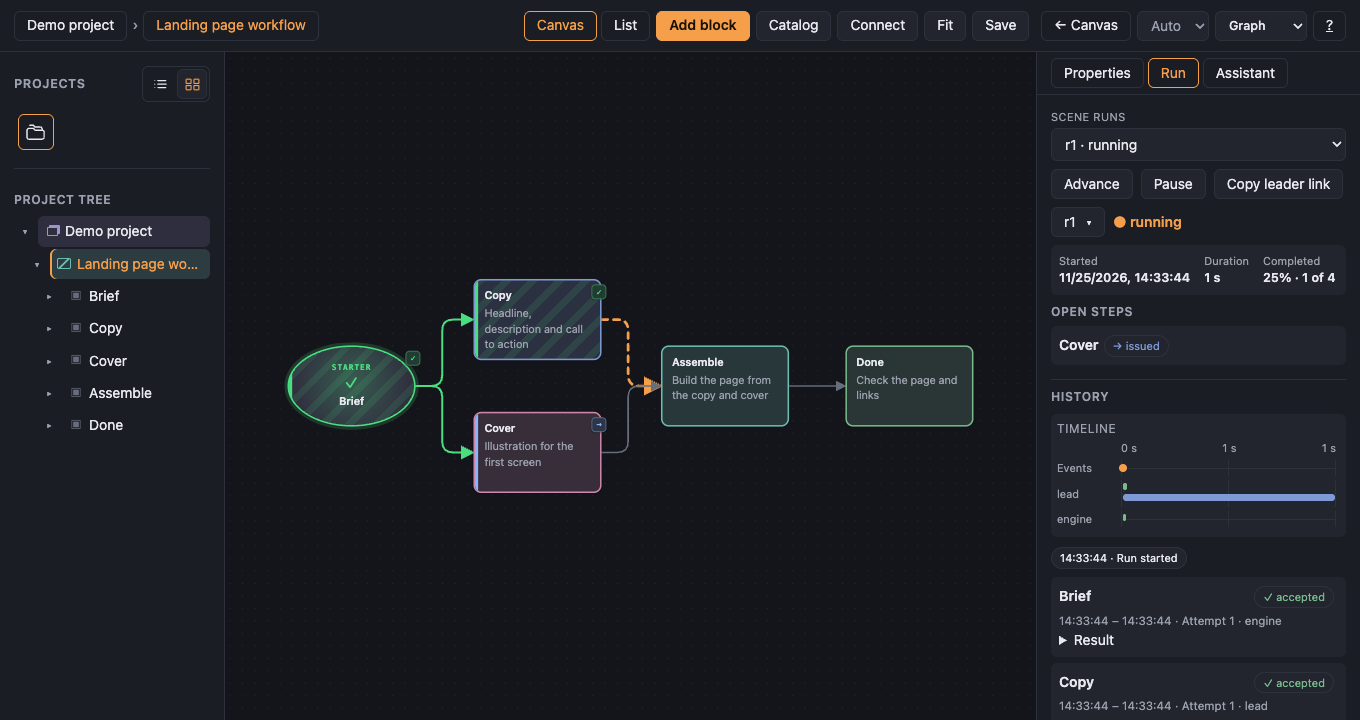 Demo project › Landing page workflow
Canvas List Add block Catalog Connect Fit Save ← Canvas Auto Graph ?
PROJECTS
PROJECT TREE
Demo project
Landing page wo...
Brief
Copy
Cover
Assemble
Done
STARTER
Brief
Copy
Headline,
description and call
to action
Cover
Illustration for the
first screen
Assemble
Build the page from
the copy and cover
Done
Check the page and
links
Properties Run Assistant
SCENE RUNS
r1 · running
Advance Pause Copy leader link
r1 running
Started Duration Completed
11/25/2026, 14:33:44 1 s 25% · 1 of 4
OPEN STEPS
Cover → issued
HISTORY
TIMELINE
0 s 1 s 1 s
Events
lead
engine
14:33:44 · Run started
Brief ✓ accepted
14:33:44 – 14:33:44 · Attempt 1 · engine
Result
Copy ✓ accepted
14:33:44 – 14:33:44 · Attempt 1 · lead